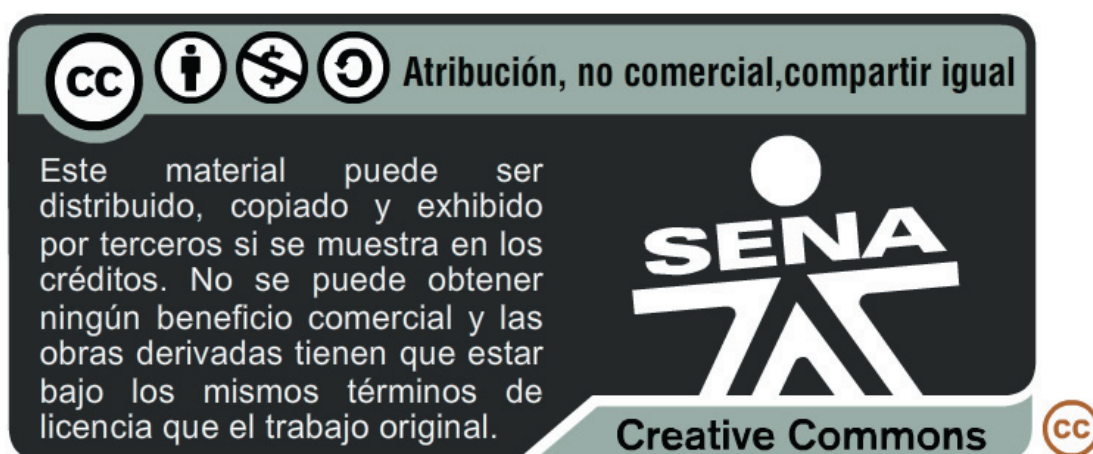 cc Atribución, no comercial,compartir igual
Este material puede ser
distribuido, copiado y exhibido
por terceros si se muestra en los
créditos. No se puede obtener
ningún beneficio comercial y las
obras derivadas tienen que estar
bajo los mismos términos de
licencia que el trabajo original.
SENA
Creative Commons
cc